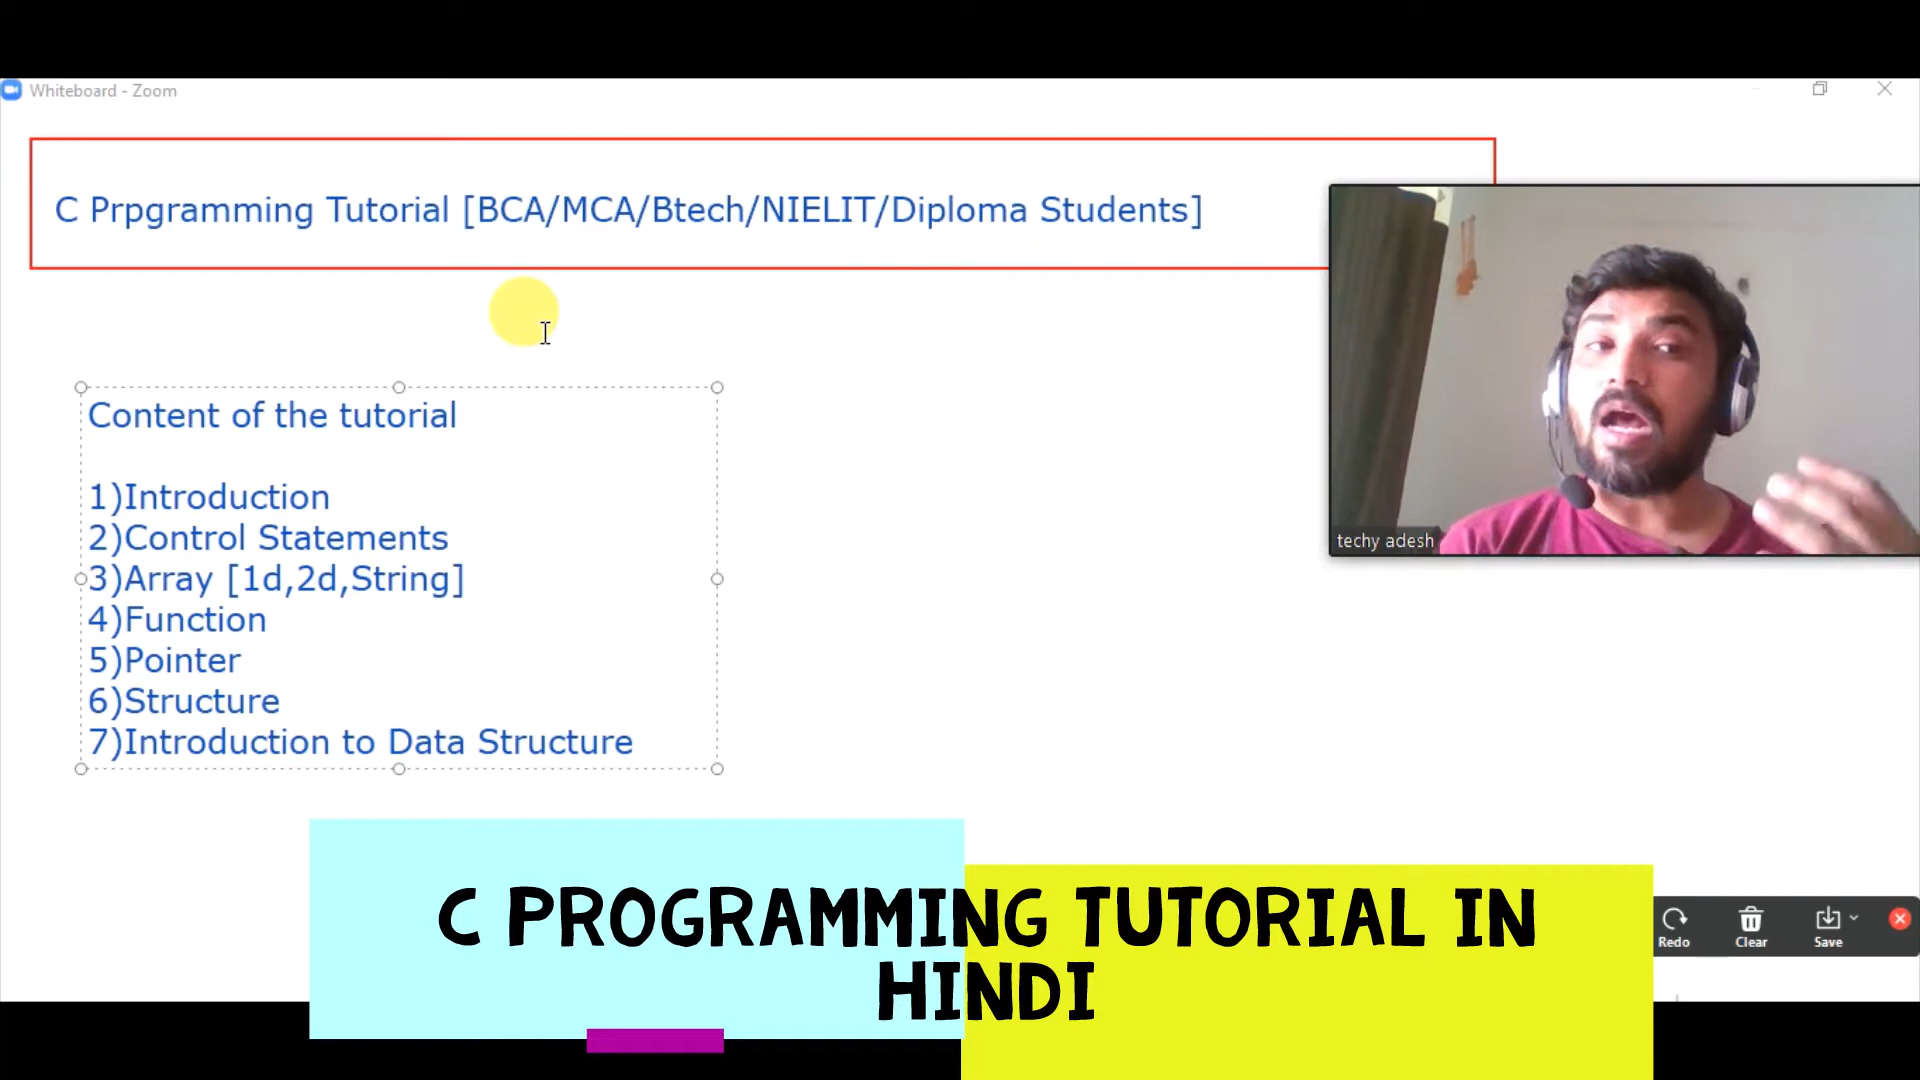 Whiteboard - Zoom
C Prpgramming Tutorial [BCA/MCA/Btech/NIELIT/Diploma Students]
techy adesh
Content of the tutorial
1)Introduction
2)Control Statements
3)Array [1d,2d,String]
4)Function
5)Pointer
6)Structure
7)Introduction to Data Structure
C PROGRAMMING TUTORIAL IN
HINDI
Redo Clear Save